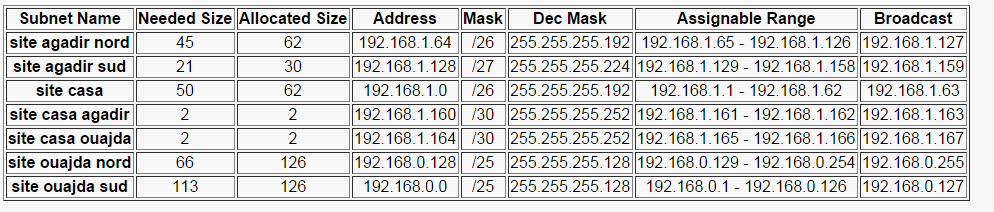 Subnet Name Needed Size Allocated Size Address Mask Dec Mask Assignable Range Broadcast
site agadir nord 45 62 192.168.1.64 /26 255.255.255.192 192.168.1.65 - 192.168.1.126 192.168.1.127
site agadir sud 21 30 192.168.1.128 /27 255.255.255.224 192.168.1.129 - 192.168.1.158 192.168.1.159
site casa 50 62 192.168.1.0 /26 255.255.255.192 192.168.1.1 - 192.168.1.62 192.168.1.63
site casa agadir 2 2 192.168.1.160 /30 255.255.255.252 192.168.1.161 - 192.168.1.162 192.168.1.163
site casa ouajda 2 2 192.168.1.164 /30 255.255.255.252 192.168.1.165 - 192.168.1.166 192.168.1.167
site ouajda nord 66 126 192.168.0.128 /25 255.255.255.128 192.168.0.129 - 192.168.0.254 192.168.0.255
site ouajda sud 113 126 192.168.0.0 /25 255.255.255.128 192.168.0.1 - 192.168.0.126 192.168.0.127